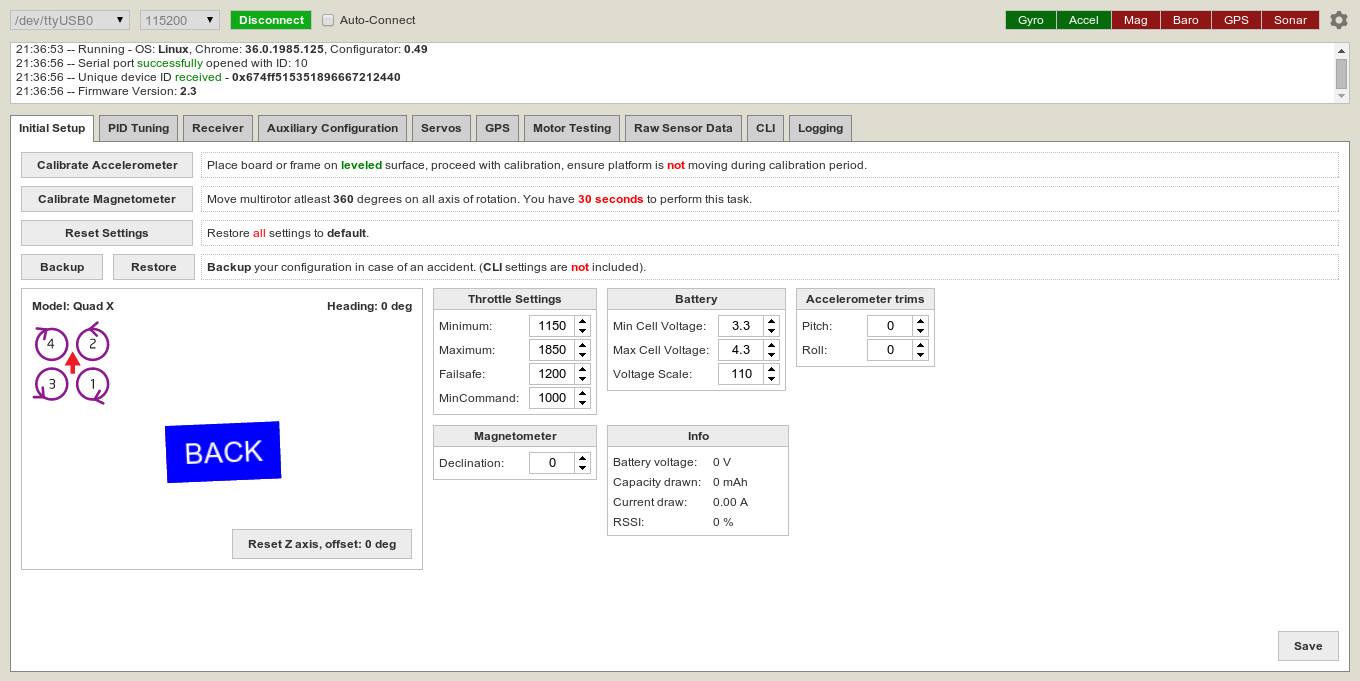 /dev/ttyUSB0 115200 Disconnect Auto-Connect Gyro Accel Mag Baro GPS Sonar
21:36:53 -- Running - OS: Linux, Chrome: 36.0.1985.125, Configurator: 0.49
21:36:56 -- Serial port successfully opened with ID: 10
21:36:56 -- Unique device ID received - 0x674ff515351896667212440
21:36:56 -- Firmware Version: 2.3
Initial Setup PID Tuning Receiver Auxiliary Configuration Servos GPS Motor Testing Raw Sensor Data CLI Logging
Calibrate Accelerometer Place board or frame on leveled surface, proceed with calibration, ensure platform is not moving during calibration period.
Calibrate Magnetometer Move multirotor atleast 360 degrees on all axis of rotation. You have 30 seconds to perform this task.
Reset Settings Restore all settings to default.
Backup Restore Backup your configuration in case of an accident. (CLI settings are not included).
Model: Quad X Heading: 0 deg
4 2
3 1
BACK
Reset Z axis, offset: 0 deg
Throttle Settings
Minimum: 1150
Maximum: 1850
Failsafe: 1200
MinCommand: 1000
Battery
Min Cell Voltage: 3.3
Max Cell Voltage: 4.3
Voltage Scale: 110
Accelerometer trims
Pitch: 0
Roll: 0
Magnetometer
Declination: 0
Info
Battery voltage: 0 V
Capacity drawn: 0 mAh
Current draw: 0.00 A
RSSI: 0 %
Save